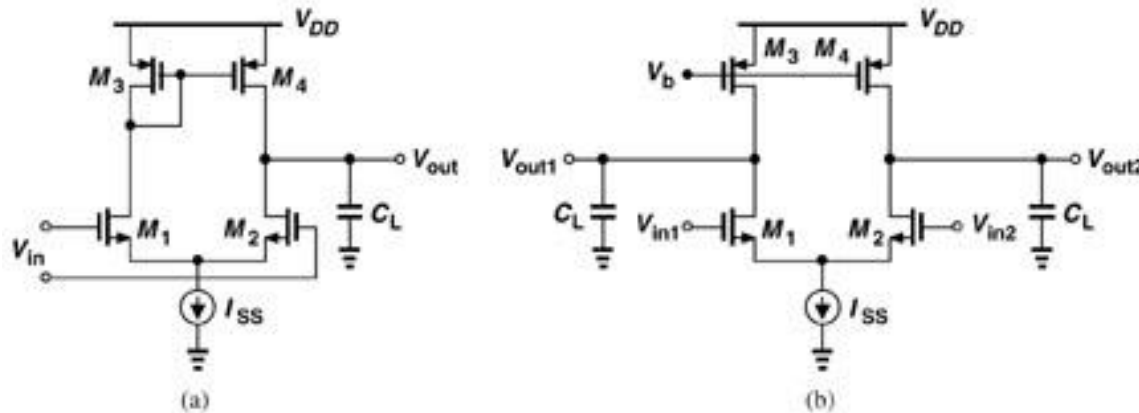 V_DD
M_3
M_4
V_out
M_1
M_2
C_L
V_in
I_SS
(a)
V_DD
M_3
M_4
V_b
V_out1
V_out2
C_L
V_in1
M_1
M_2
V_in2
C_L
I_SS
(b)